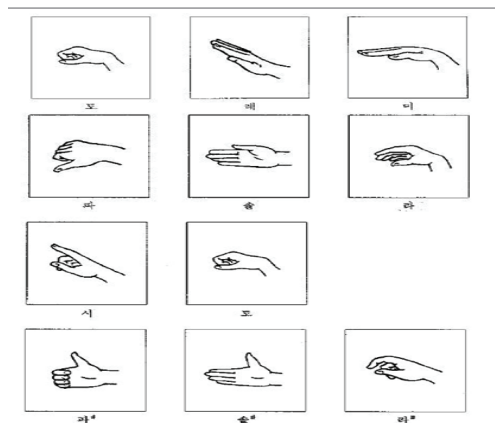 도 레 미
파 솔 라
시 도
파# 솔# 라